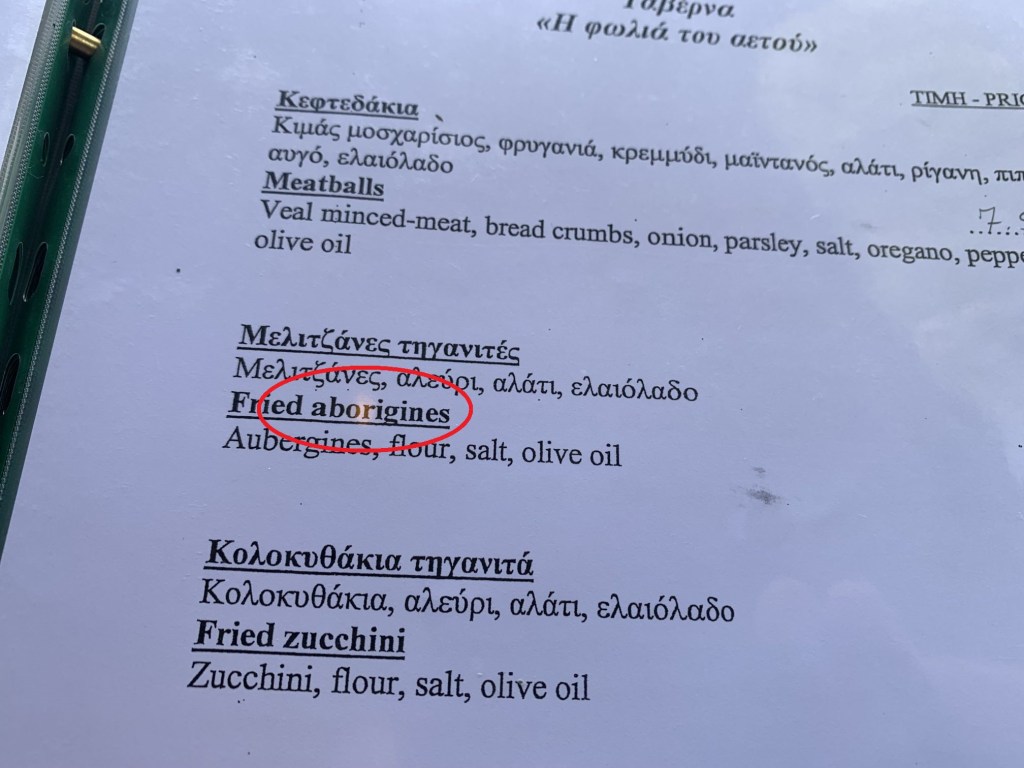 Ταβέρνα
«Η φωλιά του αετού»
ΤΙΜΗ - PRIC
Κεφτεδάκια
Κιμάς μοσχαρίσιος, φρυγανιά, κρεμμύδι, μαϊντανός, αλάτι, ρίγανη, πιπ
αυγό, ελαιόλαδο
Meatballs
Veal minced-meat, bread crumbs, onion, parsley, salt, oregano, peppe
olive oil
Μελιτζάνες τηγανιτές
Μελιτζάνες, αλεύρι, αλάτι, ελαιόλαδο
Fried aborigines
Aubergines, flour, salt, olive oil
Κολοκυθάκια τηγανιτά
Κολοκυθάκια, αλεύρι, αλάτι, ελαιόλαδο
Fried zucchini
Zucchini, flour, salt, olive oil